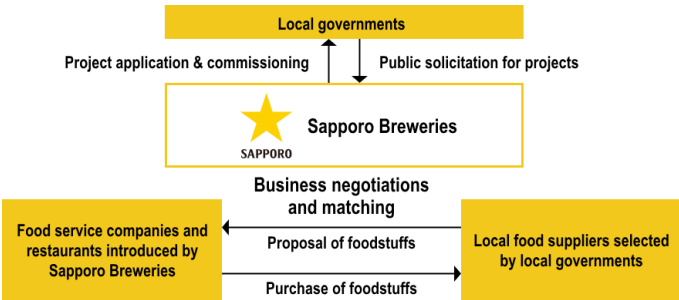 Local governments
Project application & commissioning
Public solicitation for projects
SAPPORO
Sapporo Breweries
Business negotiations
and matching
Food service companies and
restaurants introduced by
Sapporo Breweries
Proposal of foodstuffs
Purchase of foodstuffs
Local food suppliers selected
by local governments